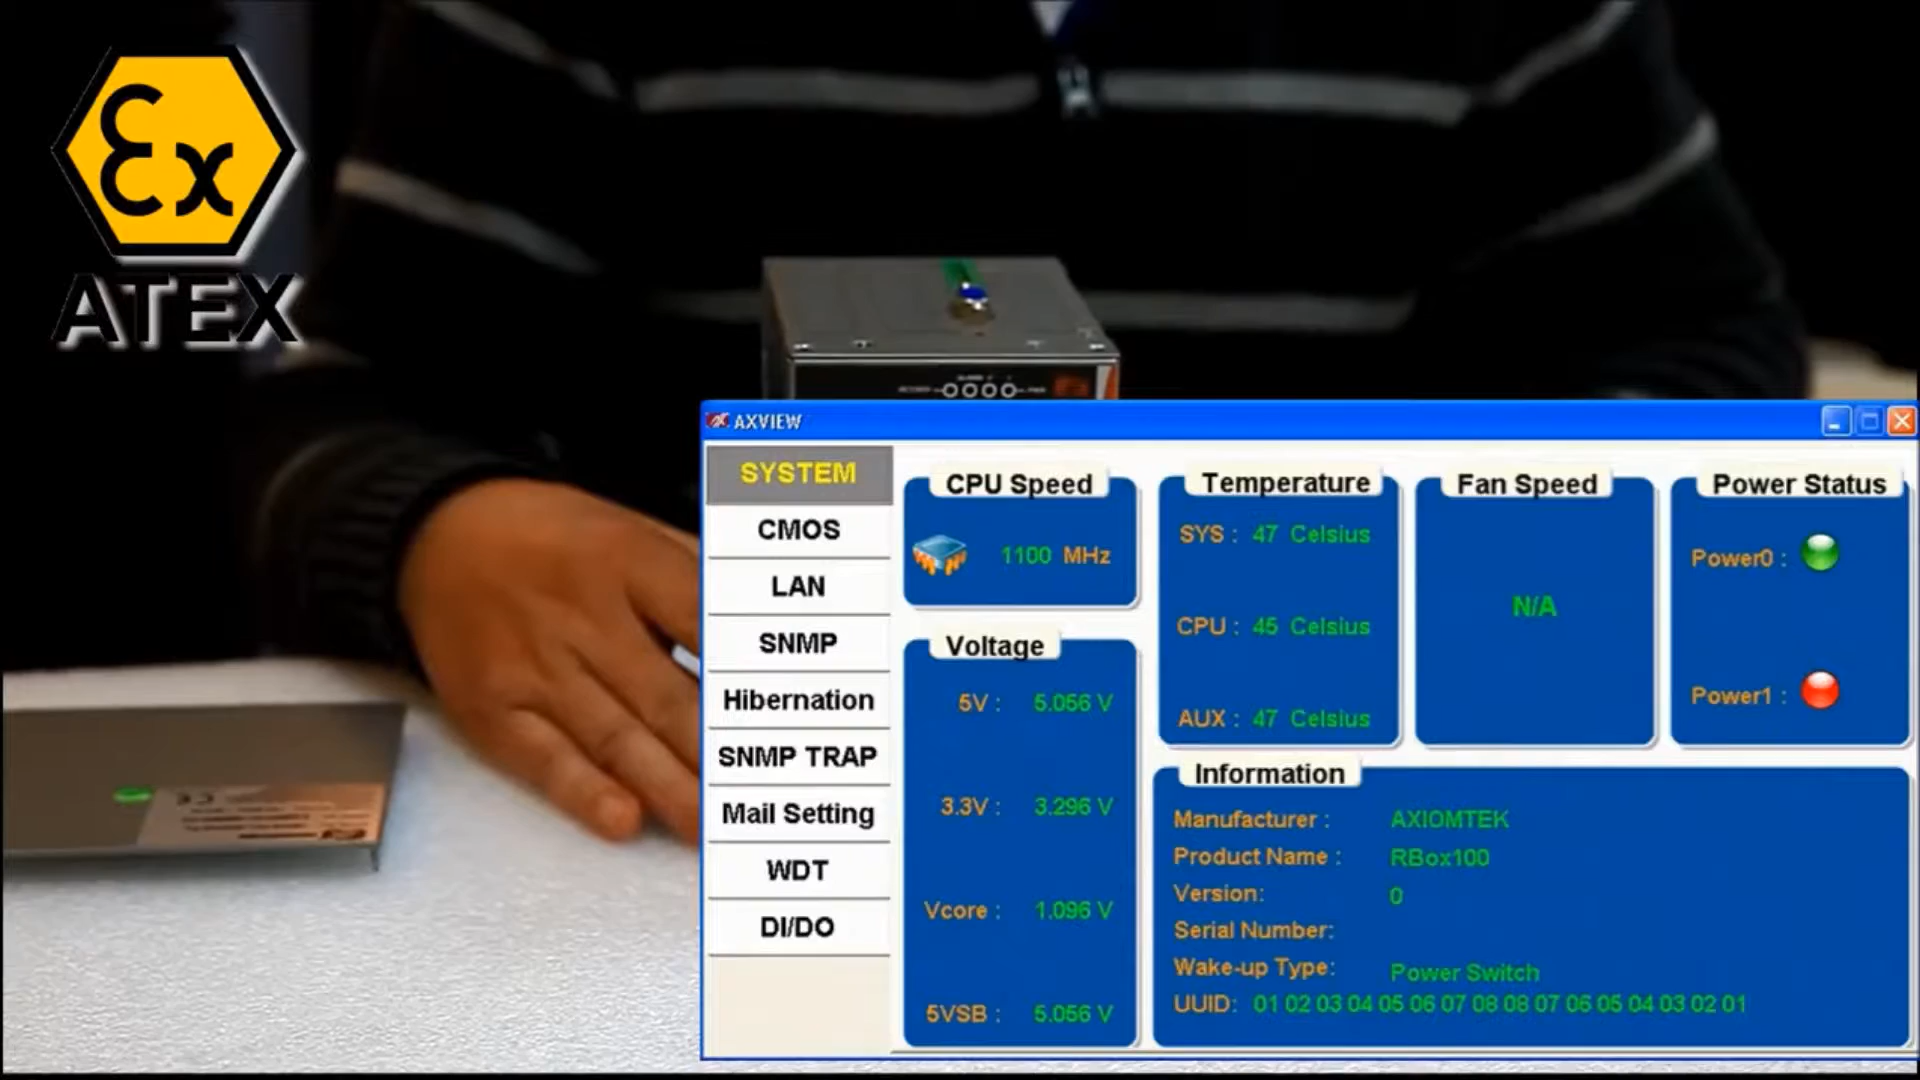 Ex
ATEX
AXVIEW
SYSTEM
CMOS
LAN
SNMP
Hibernation
SNMP TRAP
Mail Setting
WDT
DI/DO
CPU Speed
1100 MHz
Voltage
5V : 5.056 V
3.3V : 3.296 V
Vcore : 1.096 V
5VSB : 5.056 V
Temperature
SYS : 47 Celsius
CPU : 45 Celsius
AUX : 47 Celsius
Fan Speed
N/A
Power Status
Power0 :
Power1 :
Information
Manufacturer : AXIOMTEK
Product Name : RBox100
Version: 0
Serial Number:
Wake-up Type: Power Switch
UUID: 01 02 03 04 05 06 07 08 08 07 06 05 04 03 02 01